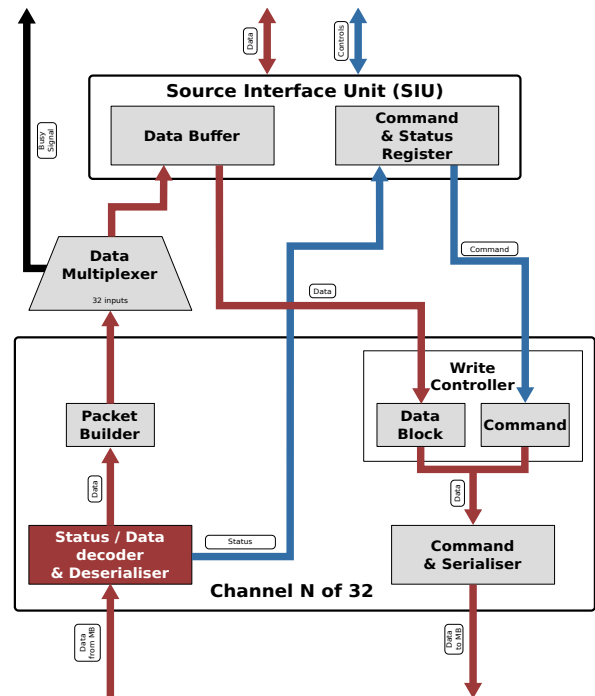 Data
Controls
Busy
Signal
Source Interface Unit (SIU)
Data Buffer
Command
& Status
Register
Data
Multiplexer
32 inputs
Command
Data
Write
Controller
Packet
Builder
Data
Block
Command
Data
Data
Status / Data
decoder
& Deserialiser
Status
Command
& Serialiser
Channel N of 32
Data
from MB
Data
to MB